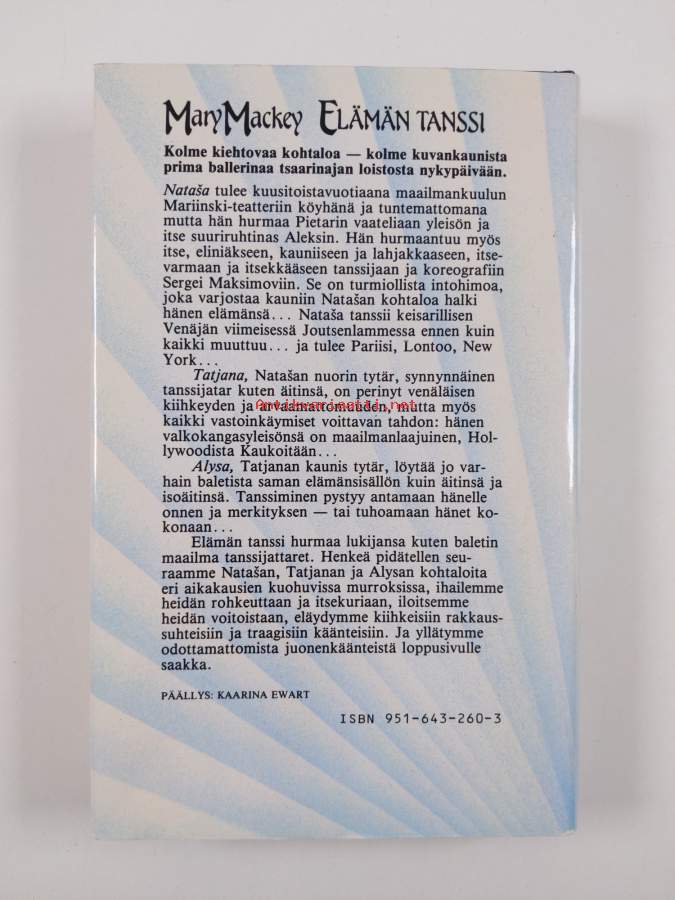 Mary Mackey ELÄMÄN TANSSI
Kolme kiehtovaa kohtaloa — kolme kuvankaunista
prima ballerinaa tsaarinajan loistosta nykypäivään.
Nataša tulee kuusitoistavuotiaana maailmankuulun
Mariinski-teatteriin köyhänä ja tuntemattomana
mutta hän hurmaa Pietarin vaateliaan yleisön ja
itse suuriruhtinas Aleksin. Hän hurmaantuu myös
itse, eliniäkseen, kauniiseen ja lahjakkaaseen, itse-
varmaan ja itsekkääseen tanssijaan ja koreografiin
Sergei Maksimoviin. Se on turmiollista intohimoa,
joka varjostaa kauniin Natašan kohtaloa halki
hänen elämänsä... Nataša tanssii keisarillisen
Venäjän viimeisessä Joutsenlammessa ennen kuin
kaikki muuttuu... ja tulee Pariisi, Lontoo, New
York...
Tatjana, Natašan nuorin tytär, synnynnäinen
tanssijatar kuten äitinsä, on perinyt venäläisen
kiihkeyden ja arvaamattomuuden, mutta myös
Antikvariaatti.net
kaikki vastoinkäymiset voittavan tahdon: hänen
valkokangasyleisönsä on maailmanlaajuinen, Hol-
lywoodista Kaukoitään...
Alysa, Tatjanan kaunis tytär, löytää jo var-
hain baletista saman elämänsisällön kuin äitinsä ja
isoäitinsä. Tanssiminen pystyy antamaan hänelle
onnen ja merkityksen — tai tuhoamaan hänet ko-
konaan...
Elämän tanssi hurmaa lukijansa kuten baletin
maailma tanssijattaret. Henkeä pidätellen seu-
raamme Natašan, Tatjanan ja Alysan kohtaloita
eri aikakausien kuohuvissa murroksissa, ihailemme
heidän rohkeuttaan ja itsekuriaan, iloitsemme
heidän voitoistaan, eläydymme kiihkeisiin rakkaus-
suhteisiin ja traagisiin käänteisiin. Ja yllätymme
odottamattomista juonenkäänteistä loppusivulle
saakka.
PÄÄLLYS: KAARINA EWART
ISBN 951-643-260-3